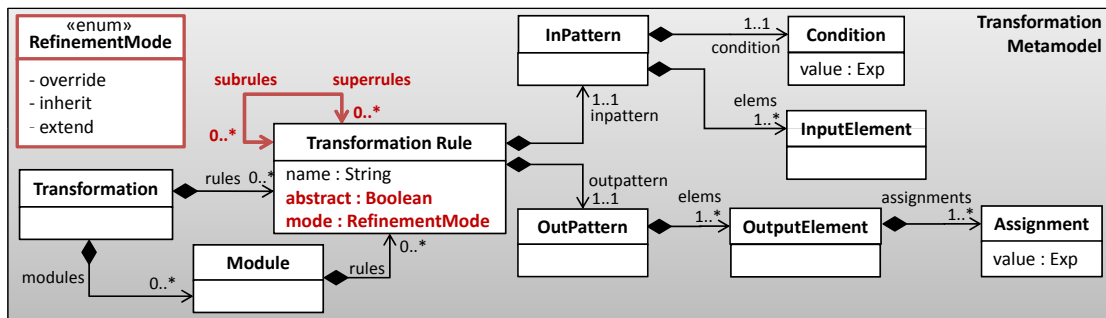 «enum»
RefinementMode
- override
- inherit
- extend
Transformation
Metamodel
InPattern
1..1
condition
Condition
value : Exp
subrules
superrules
0..*
0..*
1..1
inpattern
elems
1..*
InputElement
Transformation Rule
name : String
abstract : Boolean
mode : RefinementMode
Transformation
rules
0..*
outpattern
1..1
OutPattern
elems
1..*
OutputElement
assignments
1..*
Assignment
value : Exp
modules
0..*
Module
rules
0..*